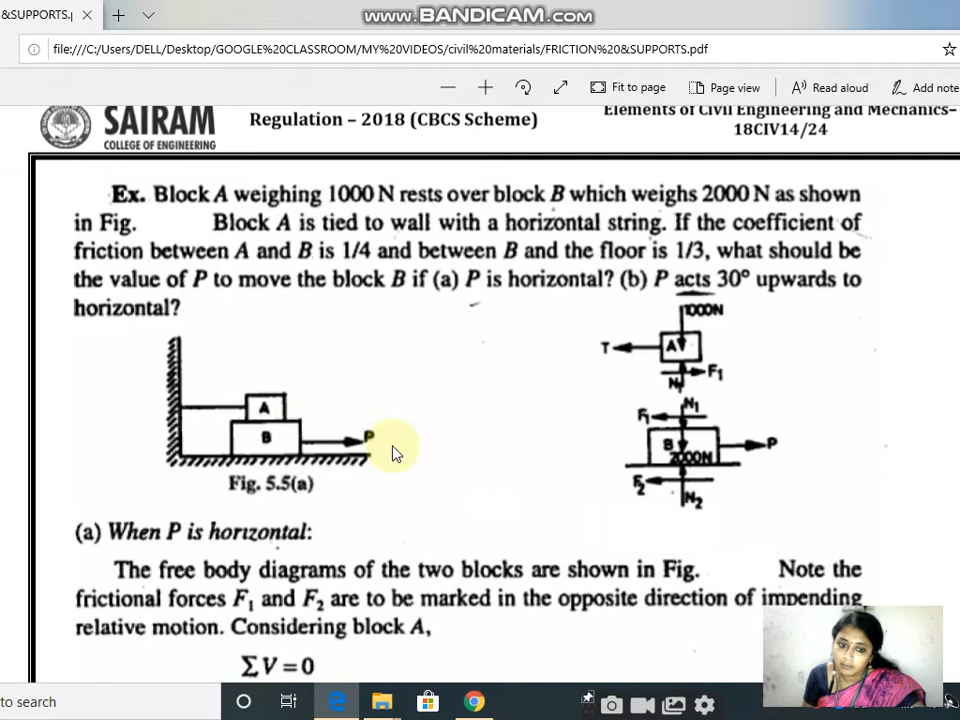 &SUPPORTS.p
www.BANDICAM.com
file:///C:/Users/DELL/Desktop/GOOGLE%20CLASSROOM/MY%20VIDEOS/civil%20materials/FRICTION%20&SUPPORTS.pdf
Fit to page
Page view
Read aloud
Add note
SAIRAM
COLLEGE OF ENGINEERING
Regulation – 2018 (CBCS Scheme)
Elements of Civil Engineering and Mechanics–
18CIV14/24
Ex. Block A weighing 1000 N rests over block B which weighs 2000 N as shown
in Fig. Block A is tied to wall with a horizontal string. If the coefficient of
friction between A and B is 1/4 and between B and the floor is 1/3, what should be
the value of P to move the block B if (a) P is horizontal? (b) P acts 30° upwards to
horizontal?
1000N
T
A
F₁
N₁
A
B
P
F₁
N₁
B
2000N
P
F₂
N₂
Fig. 5.5(a)
(a) When P is horizontal:
The free body diagrams of the two blocks are shown in Fig. Note the
frictional forces F₁ and F₂ are to be marked in the opposite direction of impending
relative motion. Considering block A,
ΣV = 0
to search